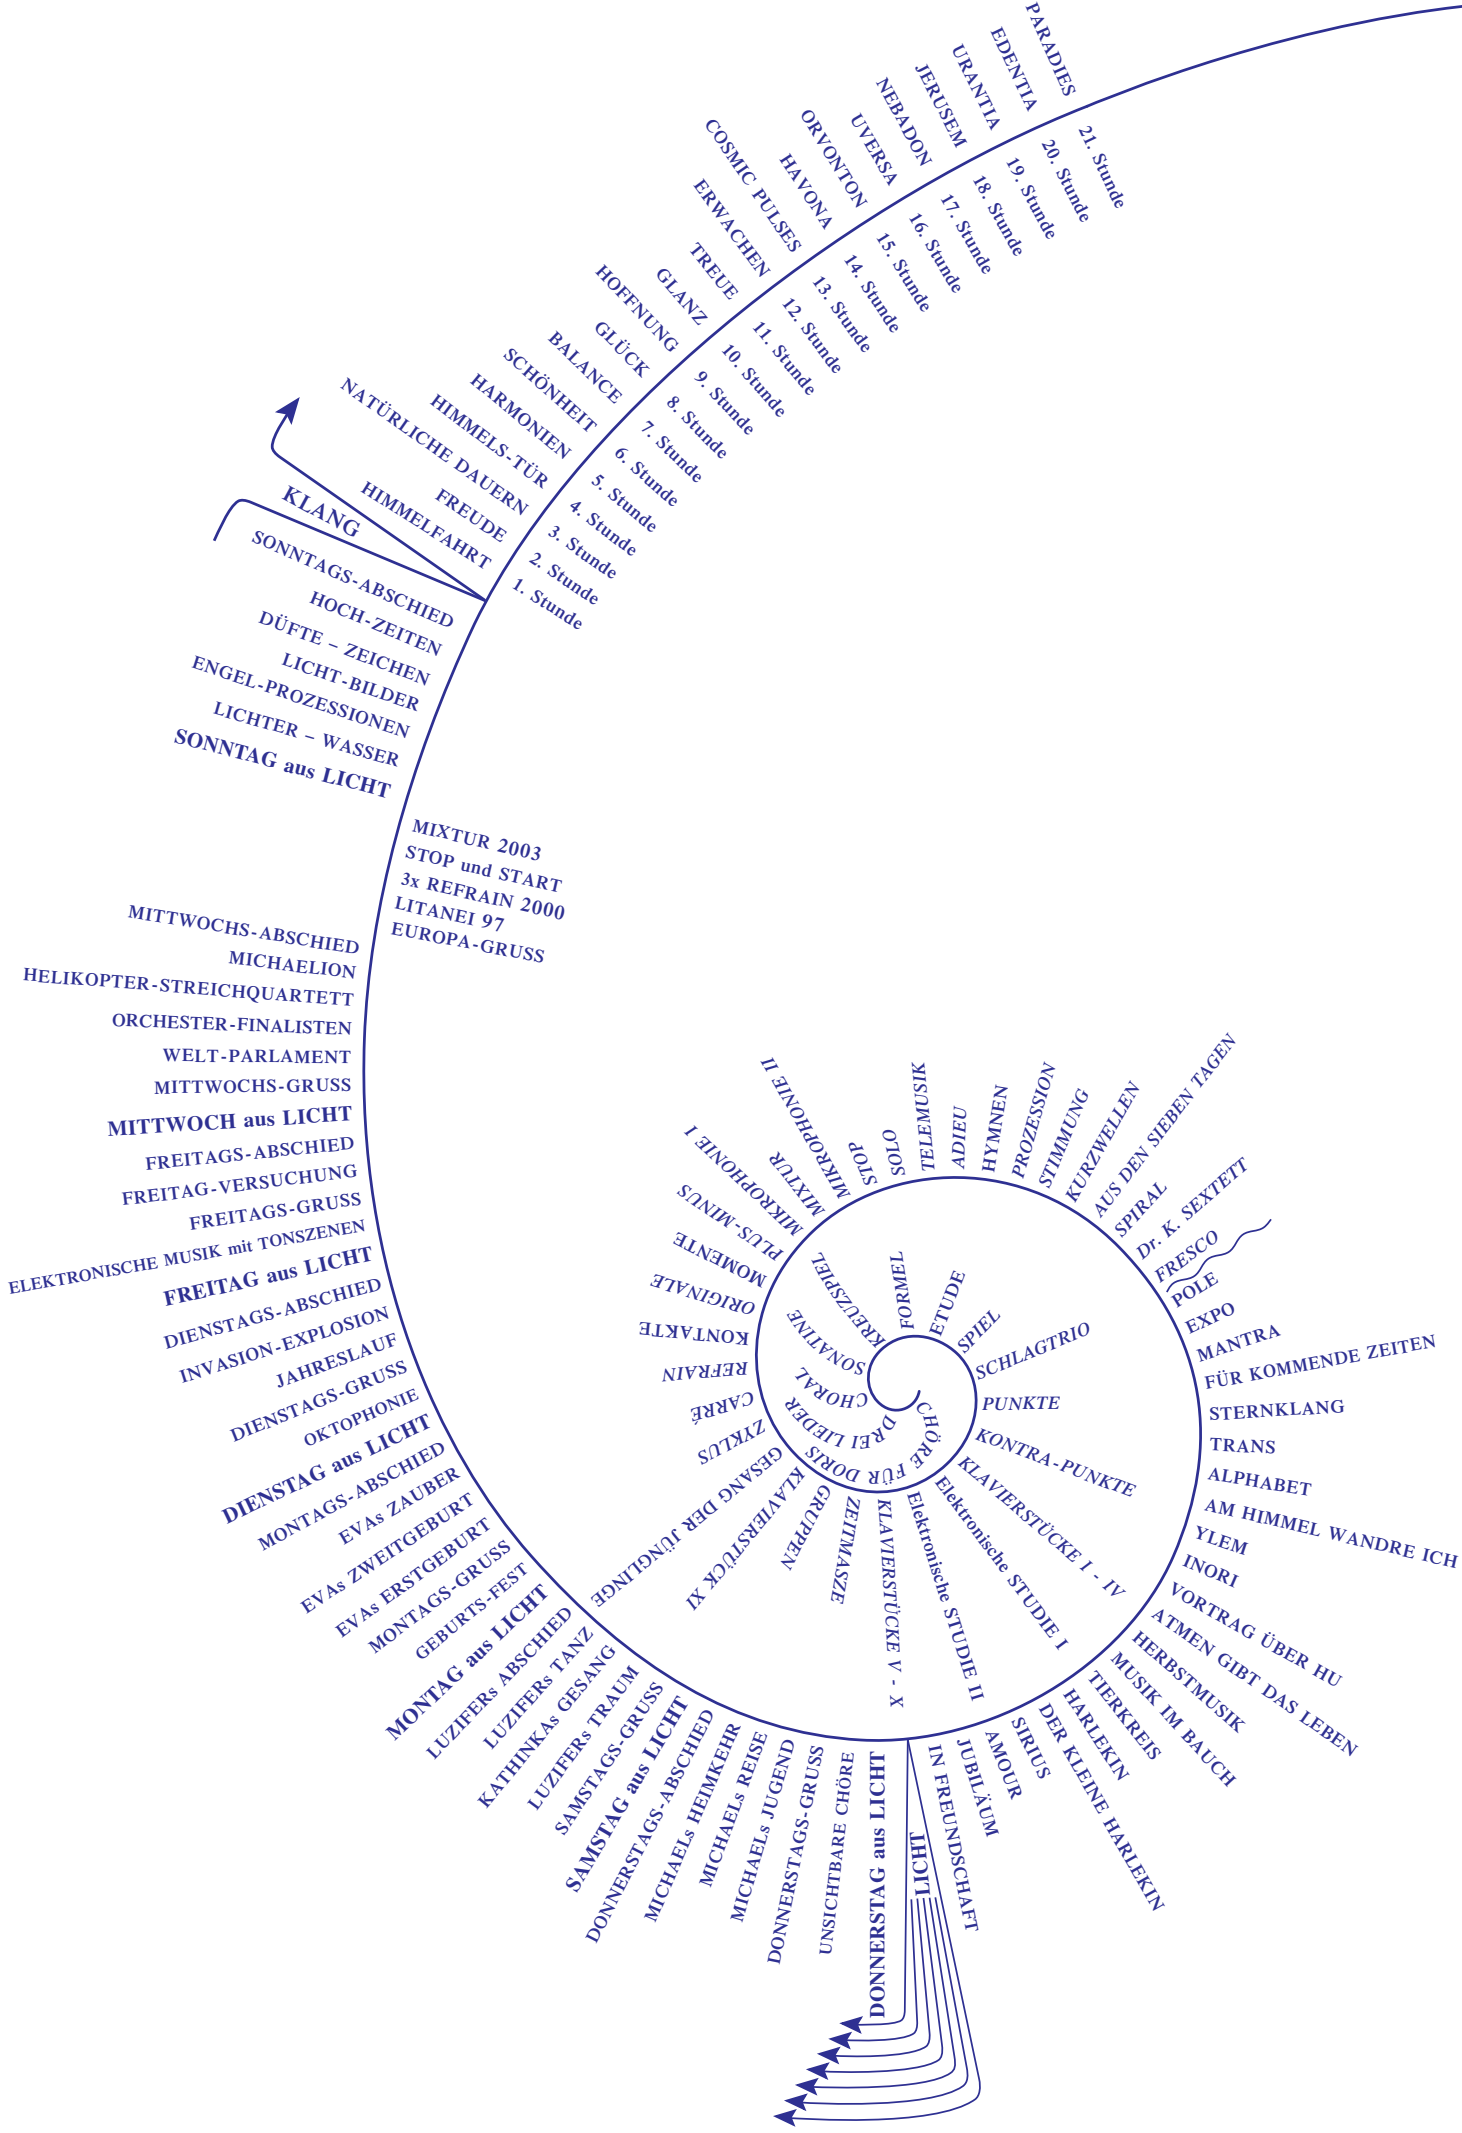 CHÖRE FÜR DORIS
DREI LIEDER
CHORAL
SONATINE
KREUZSPIEL
FORMEL
ETUDE
SPIEL
SCHLAGTRIO
PUNKTE
KONTRA-PUNKTE
KLAVIERSTÜCKE I - IV
Elektronische STUDIE I
Elektronische STUDIE II
KLAVIERSTÜCKE V - X
ZEITMASZE
GRUPPEN
KLAVIERSTÜCK XI
GESANG DER JÜNGLINGE
ZYKLUS
CARRÉ
REFRAIN
KONTAKTE
ORIGINALE
MOMENTE
PLUS-MINUS
MIKROPHONIE I
MIXTUR
MIKROPHONIE II
STOP
SOLO
TELEMUSIK
ADIEU
HYMNEN
PROZESSION
STIMMUNG
KURZWELLEN
AUS DEN SIEBEN TAGEN
SPIRAL
Dr. K. SEXTETT
FRESCO
POLE
EXPO
MANTRA
FÜR KOMMENDE ZEITEN
STERNKLANG
TRANS
ALPHABET
AM HIMMEL WANDRE ICH
YLEM
INORI
VORTRAG ÜBER HU
ATMEN GIBT DAS LEBEN
HERBSTMUSIK
MUSIK IM BAUCH
TIERKREIS
HARLEKIN
DER KLEINE HARLEKIN
SIRIUS
AMOUR
JUBILÄUM
IN FREUNDSCHAFT
LICHT
DONNERSTAG aus LICHT
UNSICHTBARE CHÖRE
DONNERSTAGS-GRUSS
MICHAELs JUGEND
MICHAELs REISE
MICHAELs HEIMKEHR
DONNERSTAGS-ABSCHIED
SAMSTAG aus LICHT
SAMSTAGS-GRUSS
LUZIFERs TRAUM
KATHINKAs GESANG
LUZIFERs TANZ
LUZIFERs ABSCHIED
MONTAG aus LICHT
GEBURTS-FEST
MONTAGS-GRUSS
EVAs ERSTGEBURT
EVAs ZWEITGEBURT
EVAs ZAUBER
MONTAGS-ABSCHIED
DIENSTAG aus LICHT
OKTOPHONIE
DIENSTAGS-GRUSS
JAHRESLAUF
INVASION-EXPLOSION
DIENSTAGS-ABSCHIED
FREITAG aus LICHT
ELEKTRONISCHE MUSIK mit TONSZENEN
FREITAGS-GRUSS
FREITAG-VERSUCHUNG
FREITAGS-ABSCHIED
MITTWOCH aus LICHT
MITTWOCHS-GRUSS
WELT-PARLAMENT
ORCHESTER-FINALISTEN
HELIKOPTER-STREICHQUARTETT
MICHAELION
MITTWOCHS-ABSCHIED
EUROPA-GRUSS
LITANEI 97
3x REFRAIN 2000
STOP und START
MIXTUR 2003
SONNTAG aus LICHT
LICHTER – WASSER
ENGEL-PROZESSIONEN
LICHT-BILDER
DÜFTE – ZEICHEN
HOCH-ZEITEN
SONNTAGS-ABSCHIED
KLANG
HIMMELFAHRT 1. Stunde
FREUDE 2. Stunde
NATÜRLICHE DAUERN 3. Stunde
HIMMELS-TÜR 4. Stunde
HARMONIEN 5. Stunde
SCHÖNHEIT 6. Stunde
BALANCE 7. Stunde
GLÜCK 8. Stunde
HOFFNUNG 9. Stunde
GLANZ 10. Stunde
TREUE 11. Stunde
ERWACHEN 12. Stunde
COSMIC PULSES 13. Stunde
HAVONA 14. Stunde
ORVONTON 15. Stunde
UVERSA 16. Stunde
NEBADON 17. Stunde
JERUSEM 18. Stunde
URANTIA 19. Stunde
EDENTIA 20. Stunde
PARADIES 21. Stunde